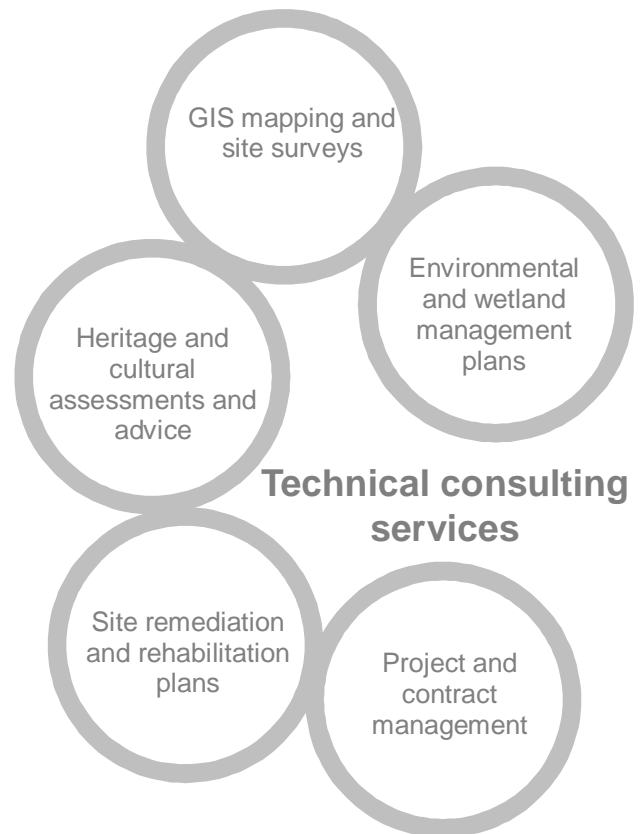 GIS mapping and
site surveys
Environmental
and wetland
management
plans
Heritage and
cultural
assessments and
advice
Technical consulting
services
Site remediation
and rehabilitation
plans
Project and
contract
management